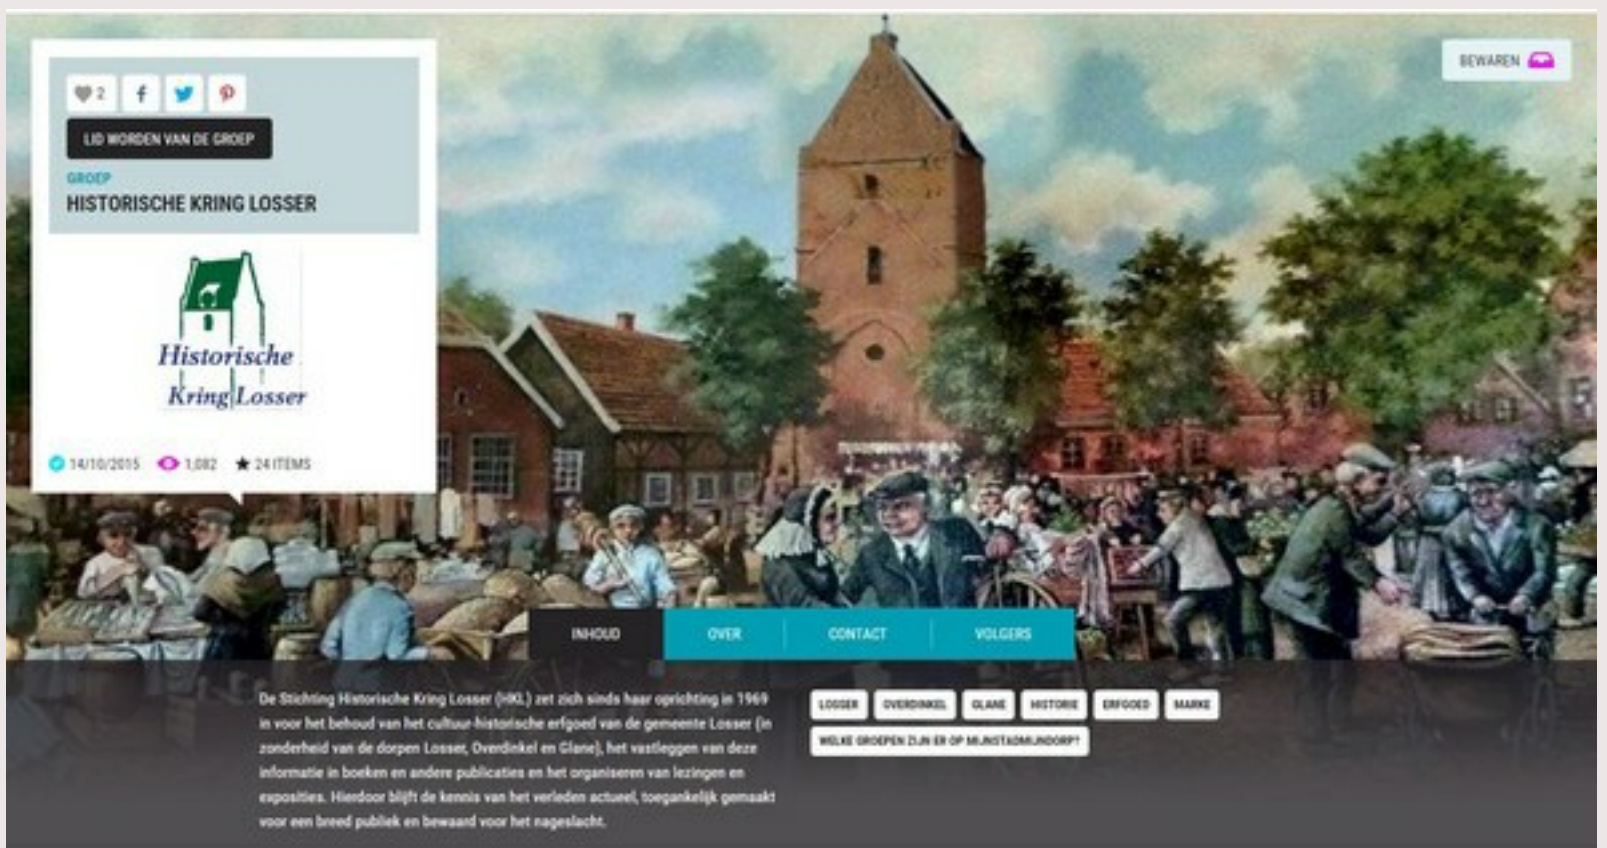 2
LID WORDEN VAN DE GROEP
GROEP
HISTORISCHE KRING LOSSER
Historische
Kring Losser
14/10/2015 1,082 24 ITEMS
BEWAREN
INHOUD OVER CONTACT VOLGERS
De Stichting Historische Kring Losser (HKL) zet zich sinds haar oprichting in 1969
in voor het behoud van het cultuur-historische erfgoed van de gemeente Losser (in
zonderheid van de dorpen Losser, Overdinkel en Glane), het vastleggen van deze
informatie in boeken en andere publicaties en het organiseren van lezingen en
exposities. Hierdoor blijft de kennis van het verleden actueel, toegankelijk gemaakt
voor een breed publiek en bewaard voor het nageslacht.
LOSSER OVERDINKEL GLANE HISTORIE ERFGOED MARKE
WELKE GROEPEN ZIJN ER OP MIJNSTADMIJNDORP?